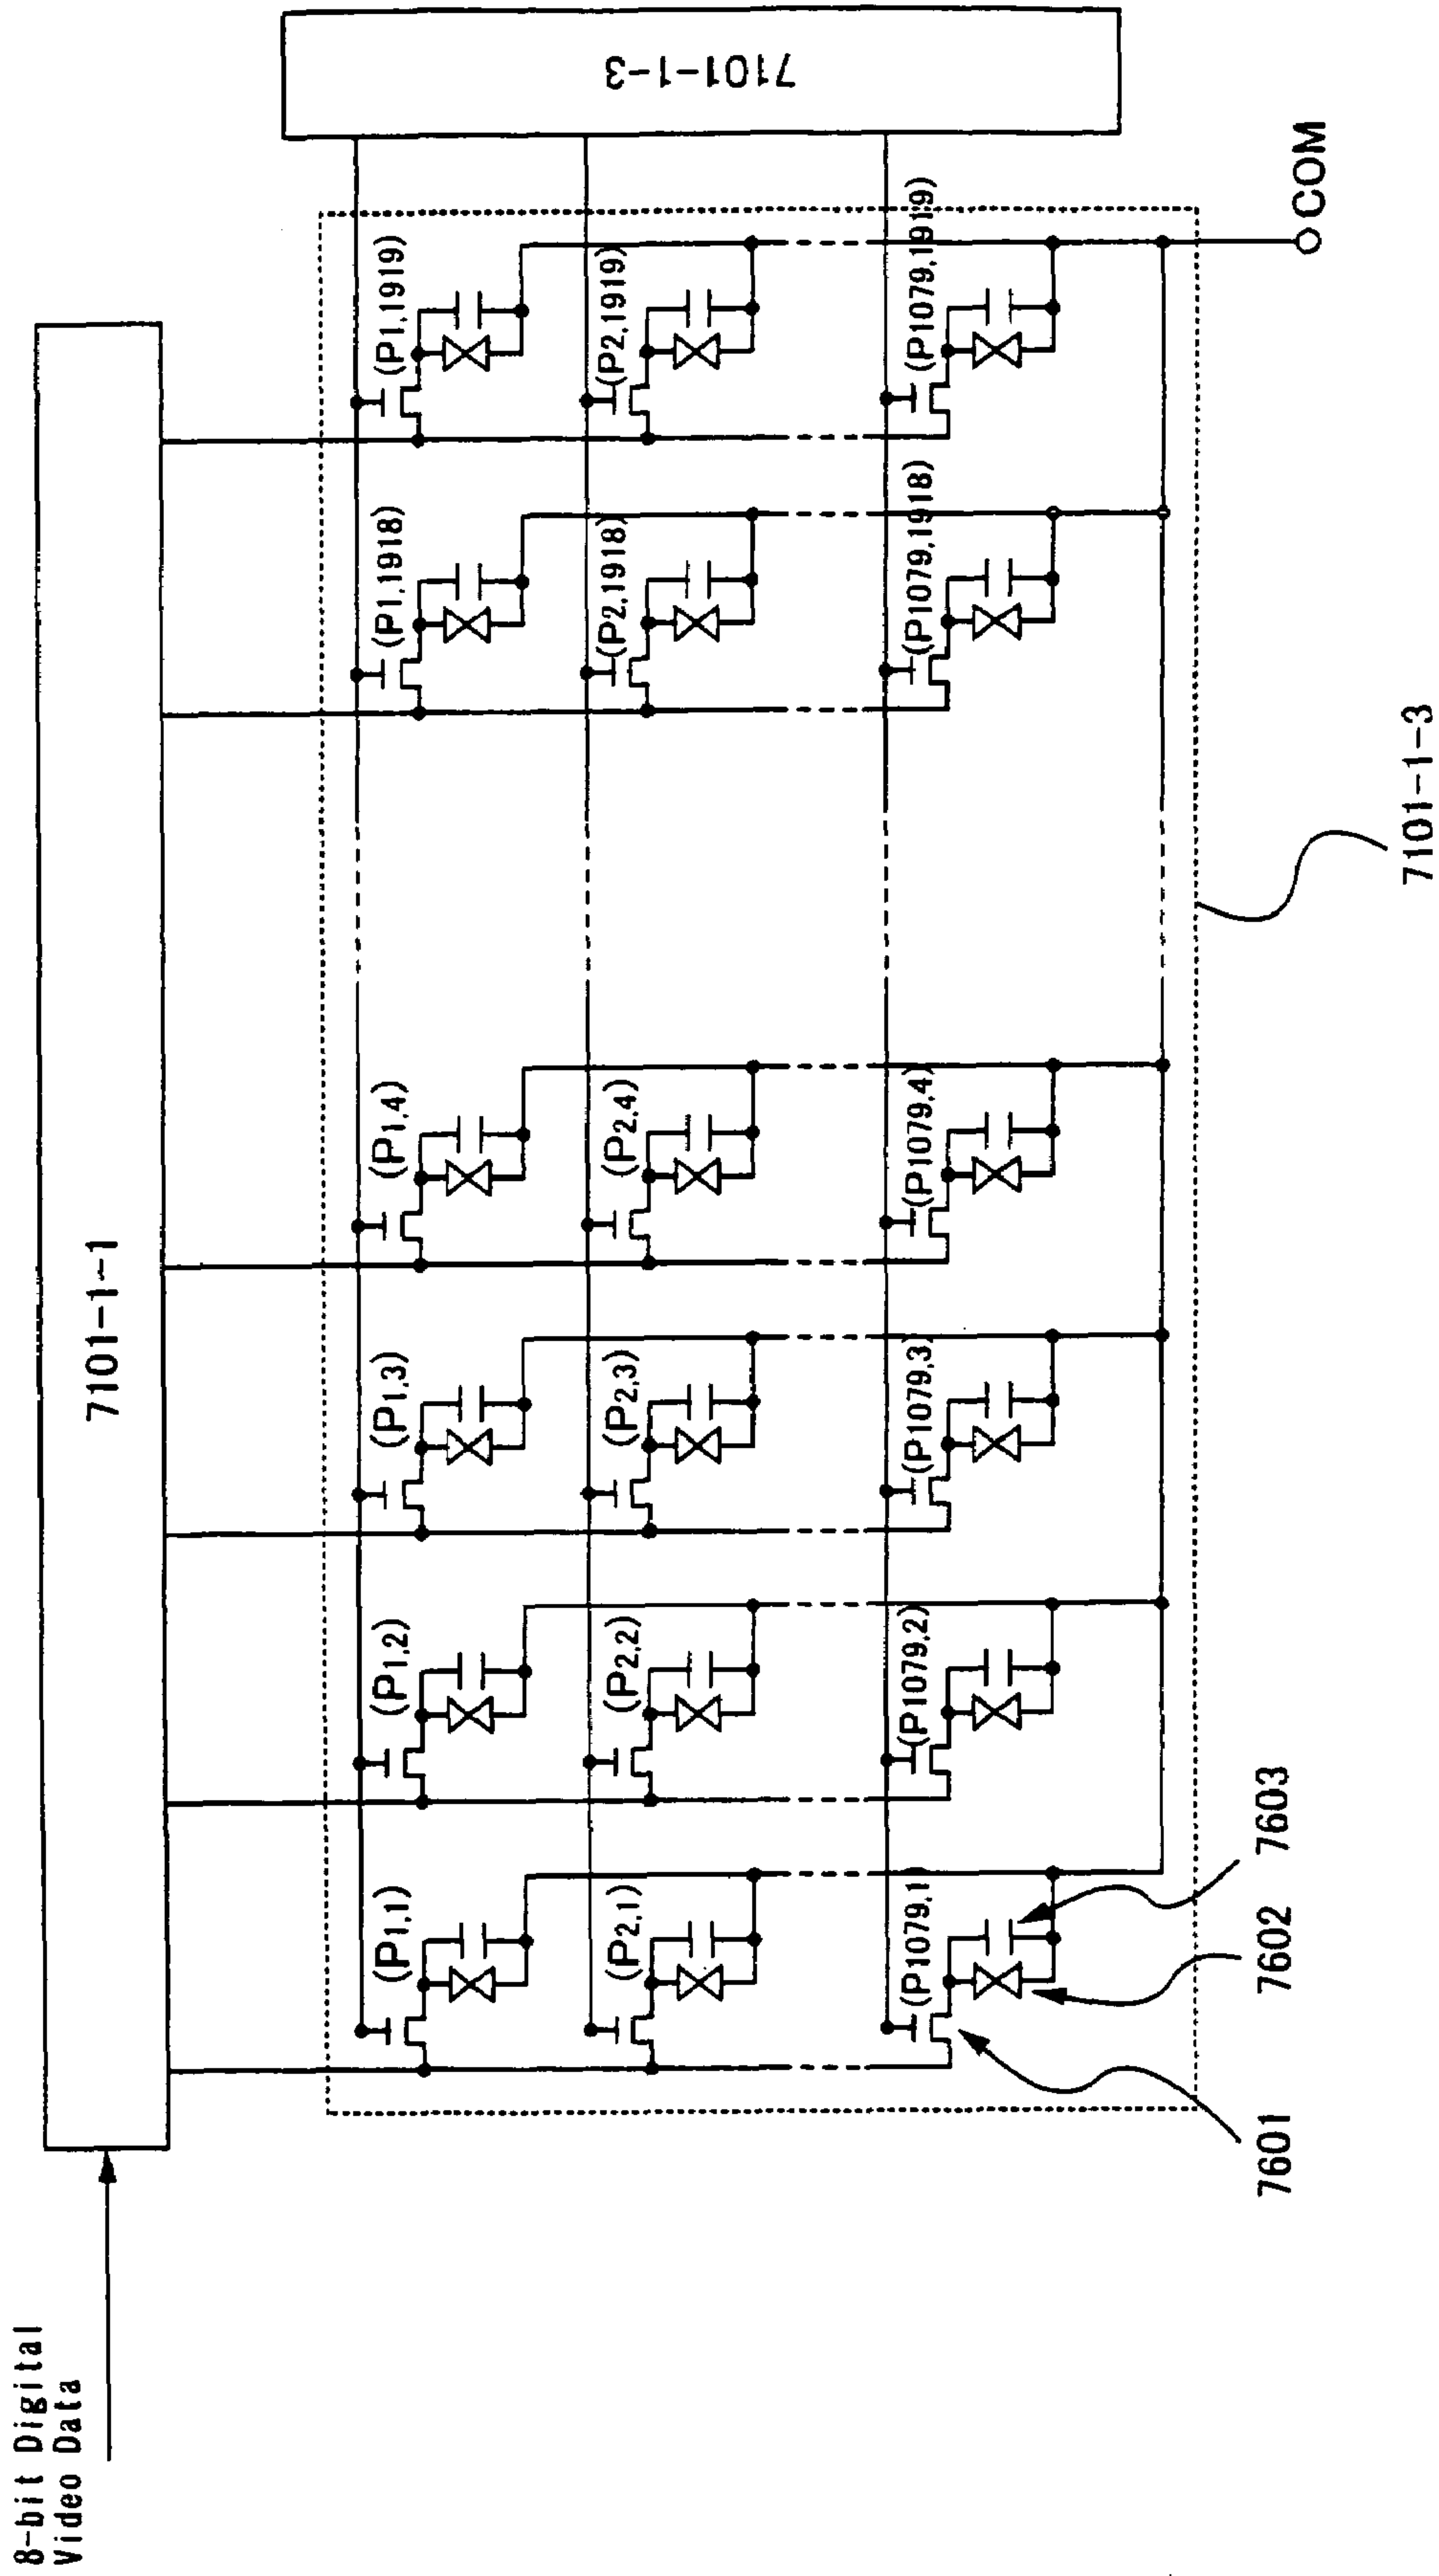 8-bit Digital
Video Data
7101-1-1
7101-1-3
(P1,1)
(P1,2)
(P1,3)
(P1,4)
(P1,1918)
(P1,1919)
(P2,1)
(P2,2)
(P2,3)
(P2,4)
(P2,1918)
(P2,1919)
(P1079,1)
(P1079,2)
(P1079,3)
(P1079,4)
(P1079,1918)
(P1079,1919)
COM
7601
7602
7603
7101-1-3